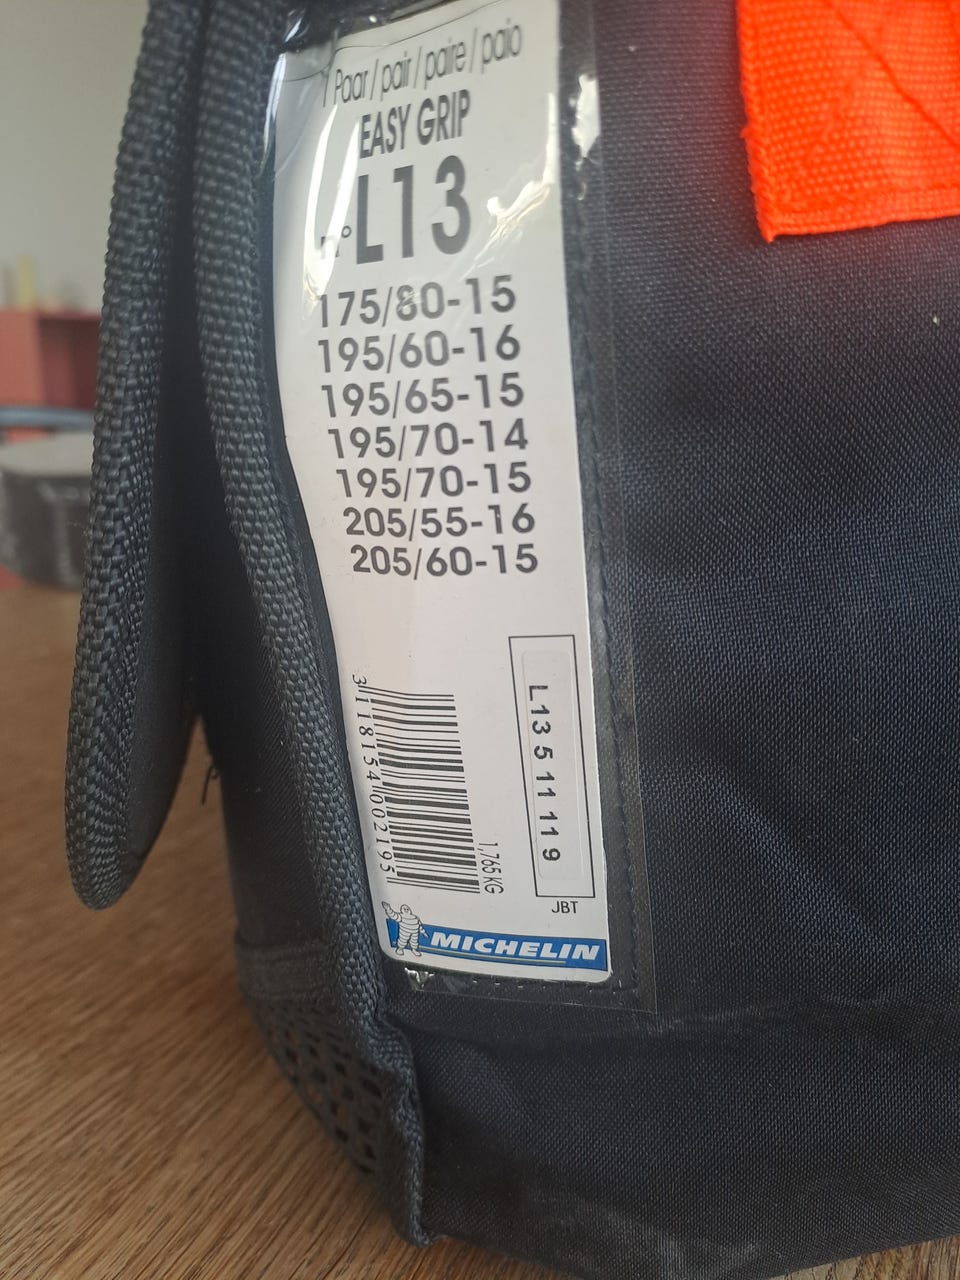 1 Paar / pair / paire / paio
EASY GRIP
N° L13
175/80-15
195/60-16
195/65-15
195/70-14
195/70-15
205/55-16
205/60-15
L13 5 11 11 9
3 118154 002195
1,765 KG
JBT
MICHELIN